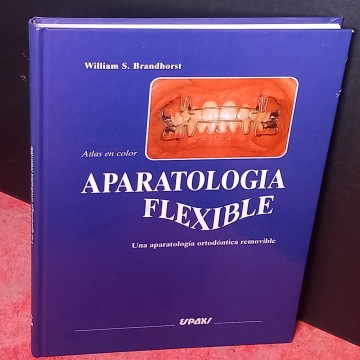 William S. Brandhorst
Atlas en color
APARATOLOGIA
FLEXIBLE
Una aparatología ortodóntica removible
ESPAXS